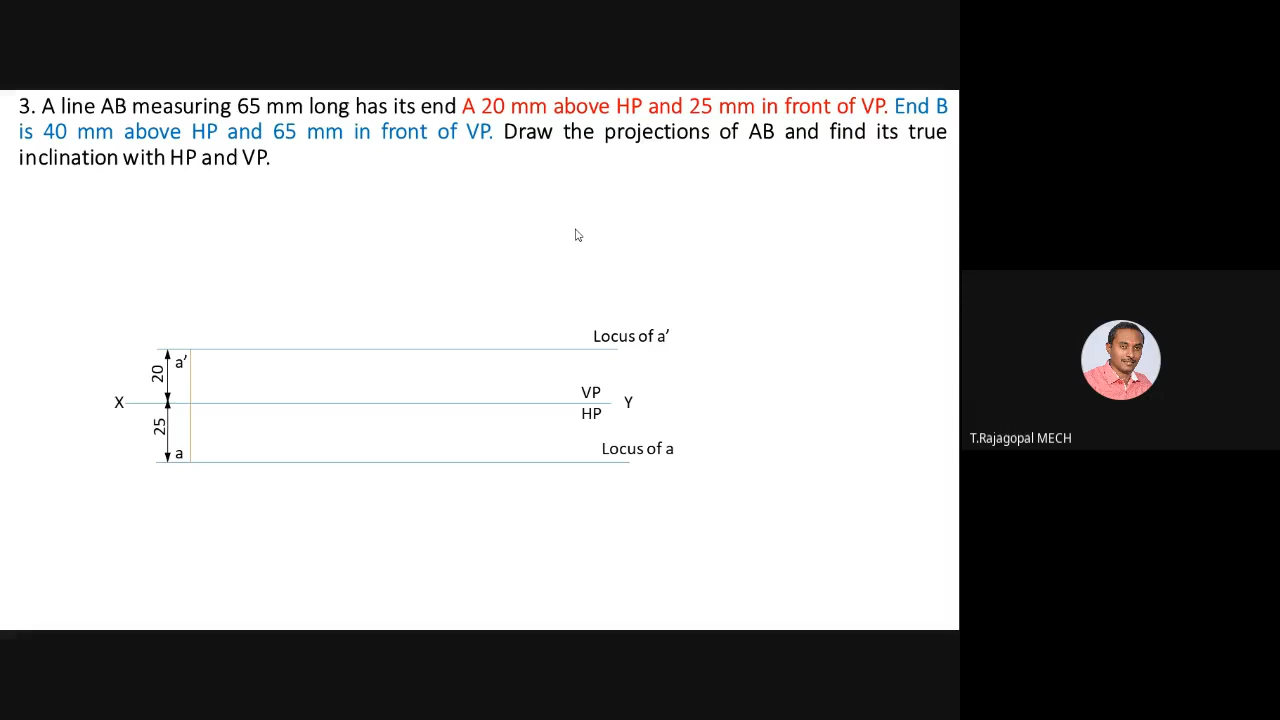 3. A line AB measuring 65 mm long has its end A 20 mm above HP and 25 mm in front of VP. End B
is 40 mm above HP and 65 mm in front of VP. Draw the projections of AB and find its true
inclination with HP and VP.
Locus of a’
20
a’
VP
X
Y
HP
25
a
Locus of a
T.Rajagopal MECH